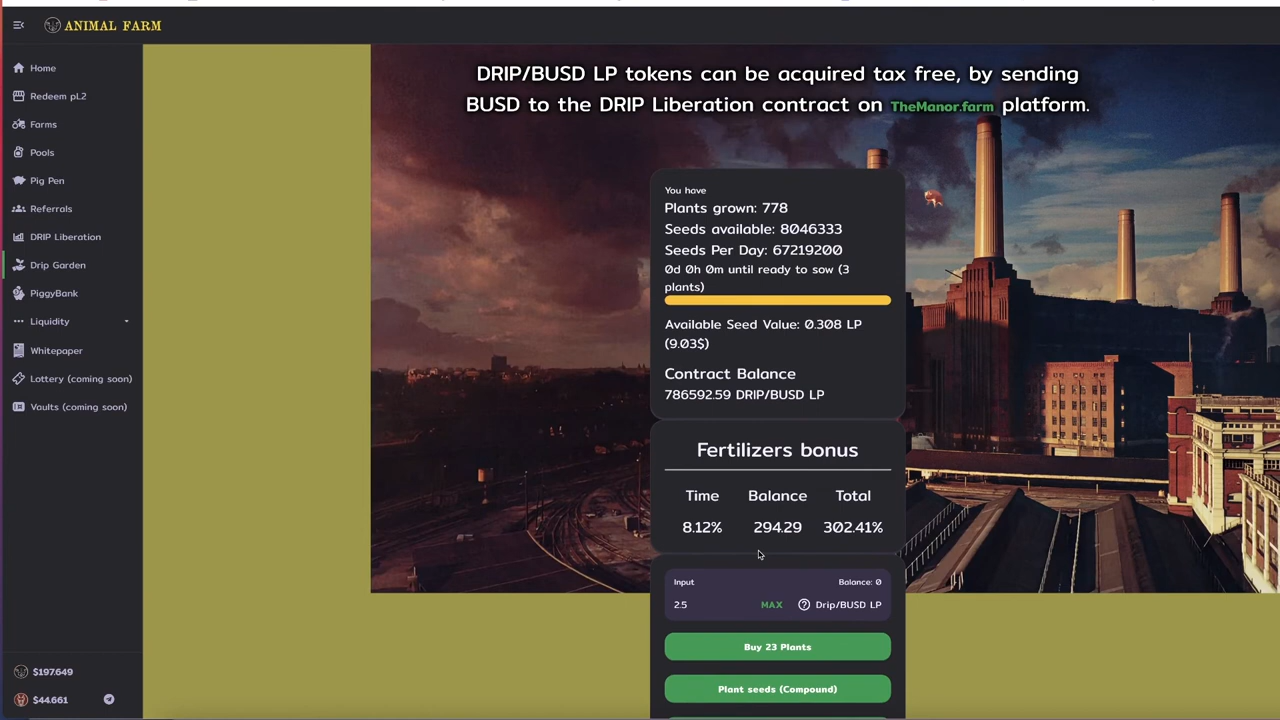 ANIMAL FARM
Home
Redeem pL2
Farms
Pools
Pig Pen
Referrals
DRIP Liberation
Drip Garden
PiggyBank
Liquidity
Whitepaper
Lottery (coming soon)
Vaults (coming soon)
$197.649
$44.661
DRIP/BUSD LP tokens can be acquired tax free, by sending
BUSD to the DRIP Liberation contract on TheManor.farm platform.
You have
Plants grown: 778
Seeds available: 8046333
Seeds Per Day: 67219200
0d 0h 0m until ready to sow (3
plants)
Available Seed Value: 0.308 LP
(9.03$)
Contract Balance
786592.59 DRIP/BUSD LP
Fertilizers bonus
Time Balance Total
8.12% 294.29 302.41%
Input Balance: 0
2.5 MAX Drip/BUSD LP
Buy 23 Plants
Plant seeds (Compound)